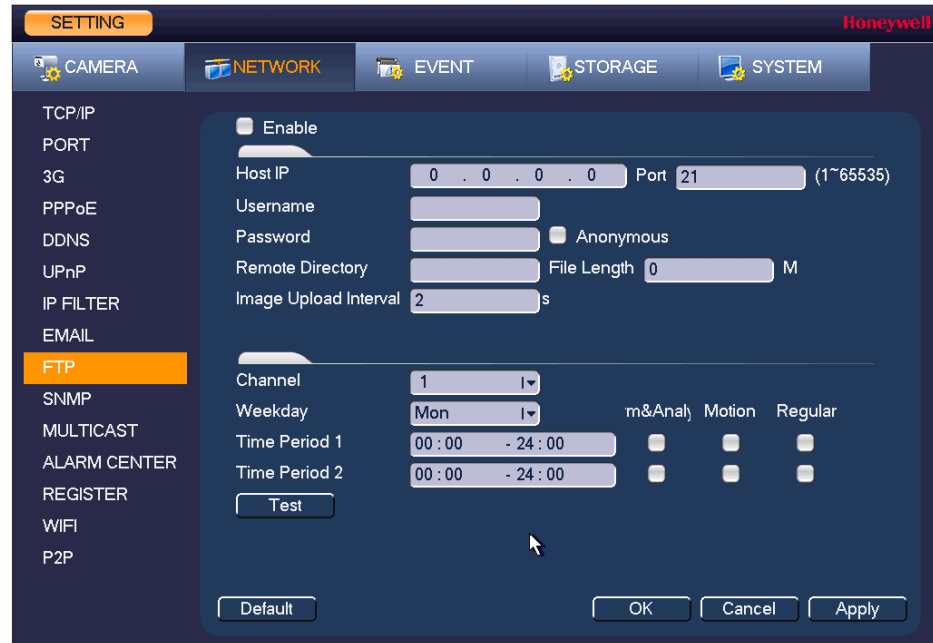 SETTING
Honeywell
CAMERA NETWORK EVENT STORAGE SYSTEM
TCP/IP
PORT
3G
PPPoE
DDNS
UPnP
IP FILTER
EMAIL
FTP
SNMP
MULTICAST
ALARM CENTER
REGISTER
WIFI
P2P
Enable
Host IP 0 . 0 . 0 . 0 Port 21 (1~65535)
Username
Password Anonymous
Remote Directory File Length 0 M
Image Upload Interval 2 s
Channel 1
Weekday Mon m&Analy Motion Regular
Time Period 1 00 : 00 - 24 : 00
Time Period 2 00 : 00 - 24 : 00
Test
Default OK Cancel Apply